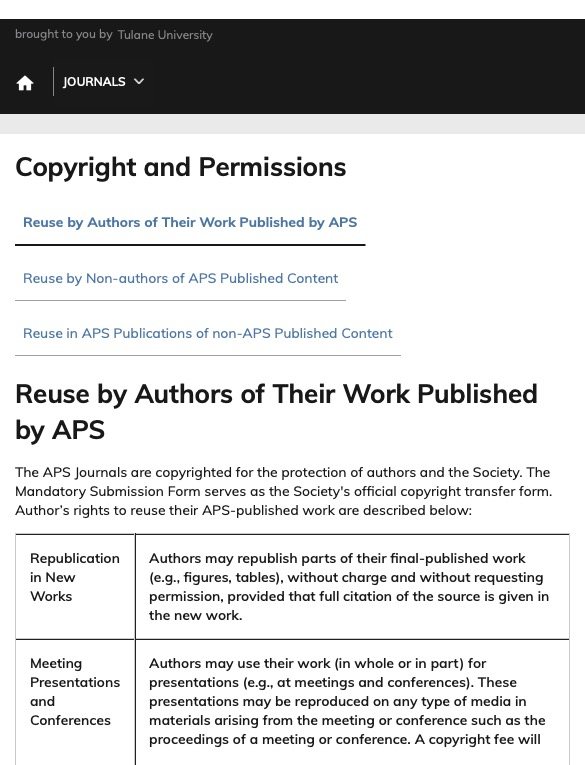 brought to you by Tulane University
JOURNALS
Copyright and Permissions
Reuse by Authors of Their Work Published by APS
Reuse by Non-authors of APS Published Content
Reuse in APS Publications of non-APS Published Content
Reuse by Authors of Their Work Published
by APS
The APS Journals are copyrighted for the protection of authors and the Society. The
Mandatory Submission Form serves as the Society's official copyright transfer form.
Author's rights to reuse their APS-published work are described below:
Republication
in New
Works
Authors may republish parts of their final-published work
(e.g., figures, tables), without charge and without requesting
permission, provided that full citation of the source is given in
the new work.
Meeting
Presentations
and
Conferences
Authors may use their work (in whole or in part) for
presentations (e.g., at meetings and conferences). These
presentations may be reproduced on any type of media in
materials arising from the meeting or conference such as the
proceedings of a meeting or conference. A copyright fee will